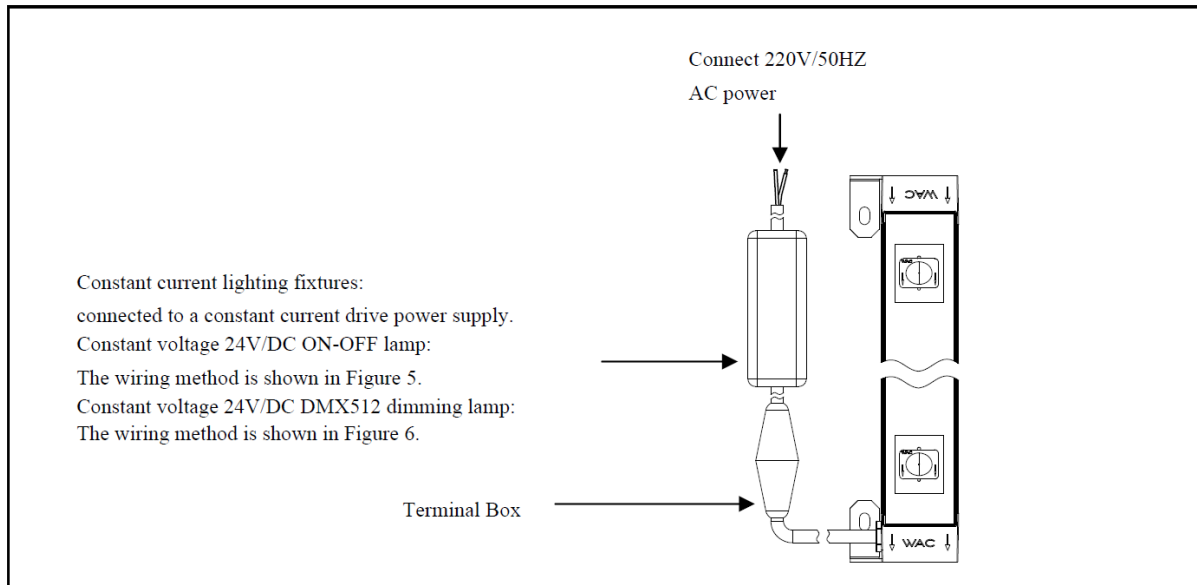 Connect 220V/50HZ
AC power
WAC
Constant current lighting fixtures:
connected to a constant current drive power supply.
Constant voltage 24V/DC ON-OFF lamp:
The wiring method is shown in Figure 5.
Constant voltage 24V/DC DMX512 dimming lamp:
The wiring method is shown in Figure 6.
Terminal Box
WAC